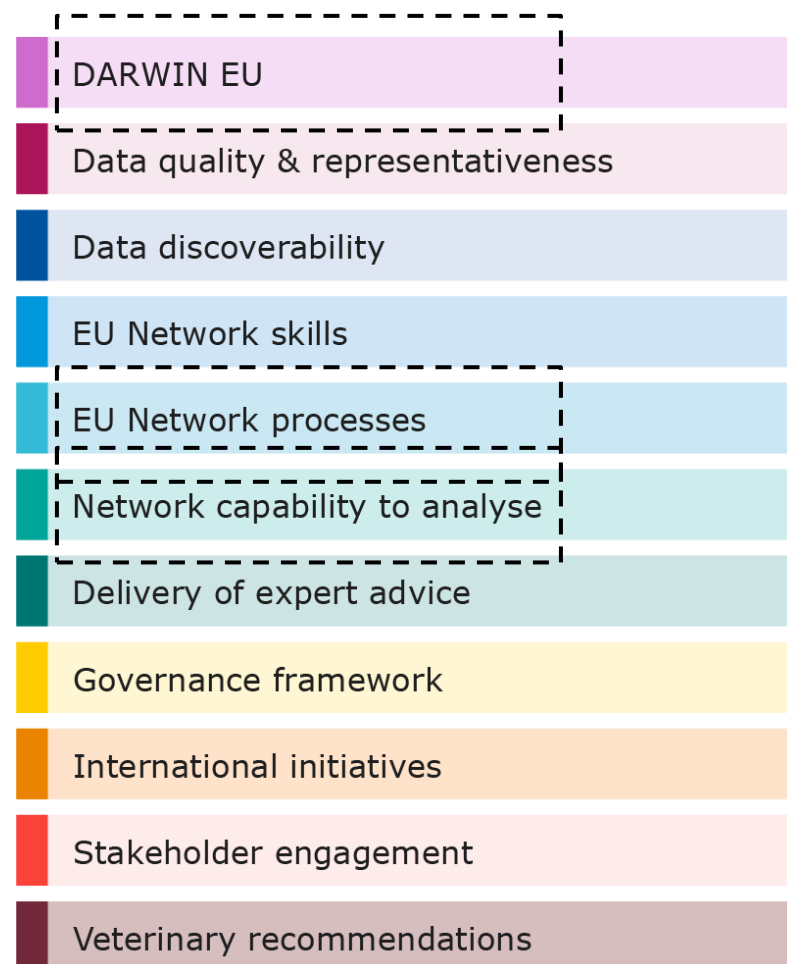 DARWIN EU
Data quality & representativeness
Data discoverability
EU Network skills
EU Network processes
Network capability to analyse
Delivery of expert advice
Governance framework
International initiatives
Stakeholder engagement
Veterinary recommendations